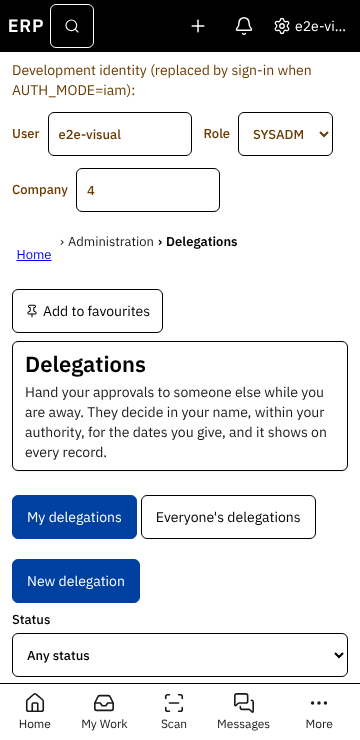 ERP e2e-vi...
Development identity (replaced by sign-in when
AUTH_MODE=iam):
User e2e-visual Role SYSADM
Company 4
Home › Administration › Delegations
Add to favourites
Delegations
Hand your approvals to someone else while you
are away. They decide in your name, within your
authority, for the dates you give, and it shows on
every record.
My delegations Everyone's delegations
New delegation
Status
Any status
Home My Work Scan Messages More